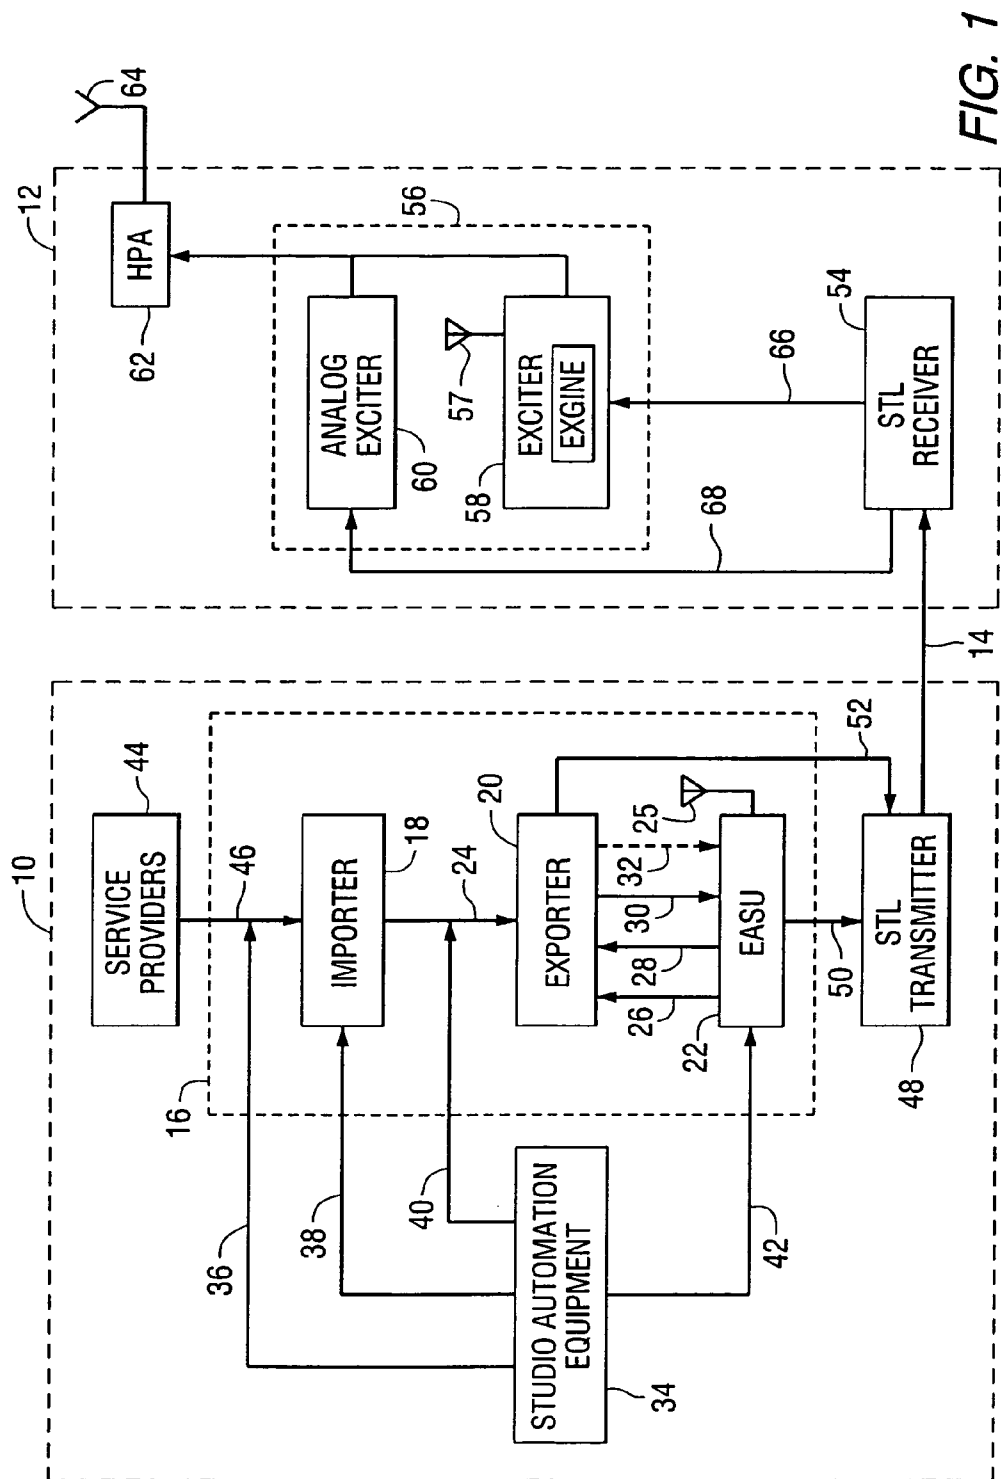 10
12
SERVICE
PROVIDERS
44
HPA
62
64
16
36
46
38
IMPORTER
18
56
ANALOG
EXCITER
60
40
24
57
STUDIO AUTOMATION
EQUIPMENT
34
EXPORTER
20
EXCITER
EXGINE
58
26
28
30
32
25
22
EASU
68
66
42
50
52
STL
TRANSMITTER
48
STL
RECEIVER
54
14
FIG. 1